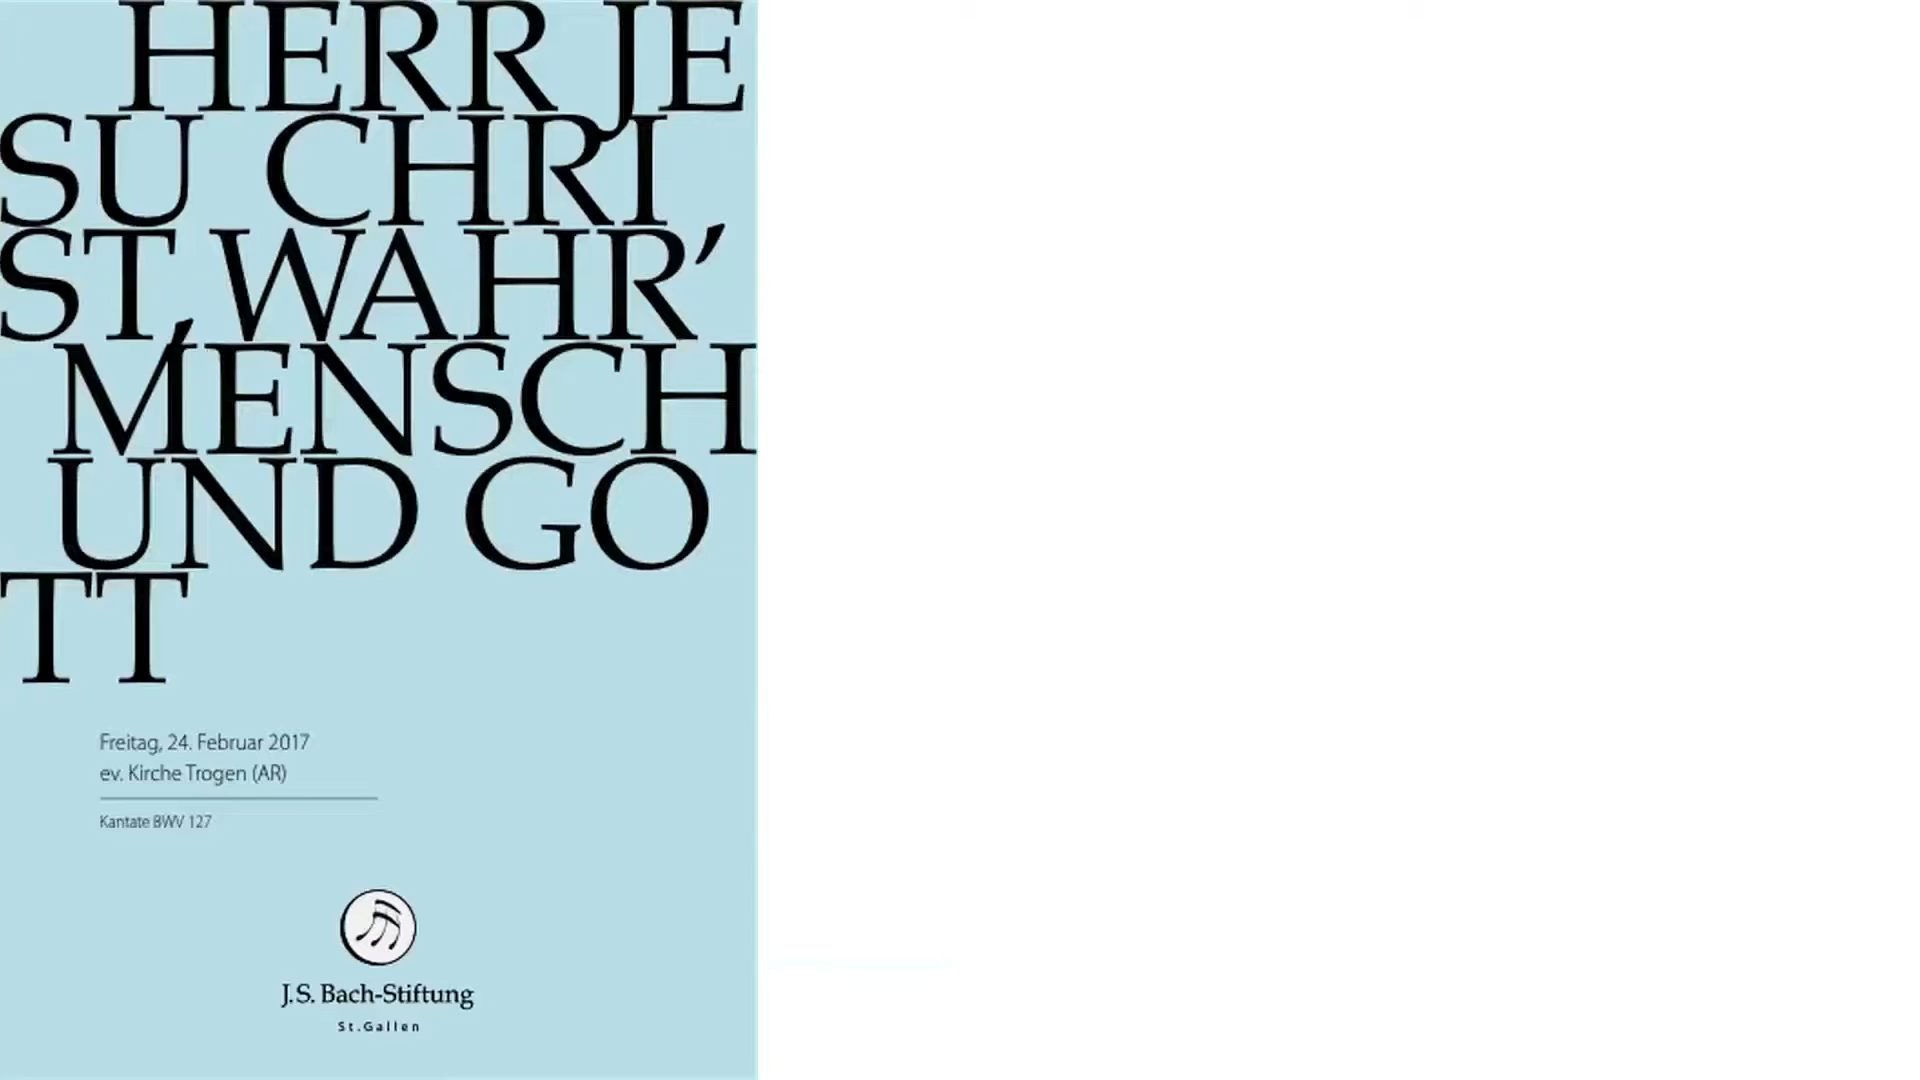 HERR JE
SU CHRI
ST, WAHR’
MENSCH
UND GO
TT
Freitag, 24. Februar 2017
ev. Kirche Trogen (AR)
Kantate BWV 127
J. S. Bach-Stiftung
St. Gallen